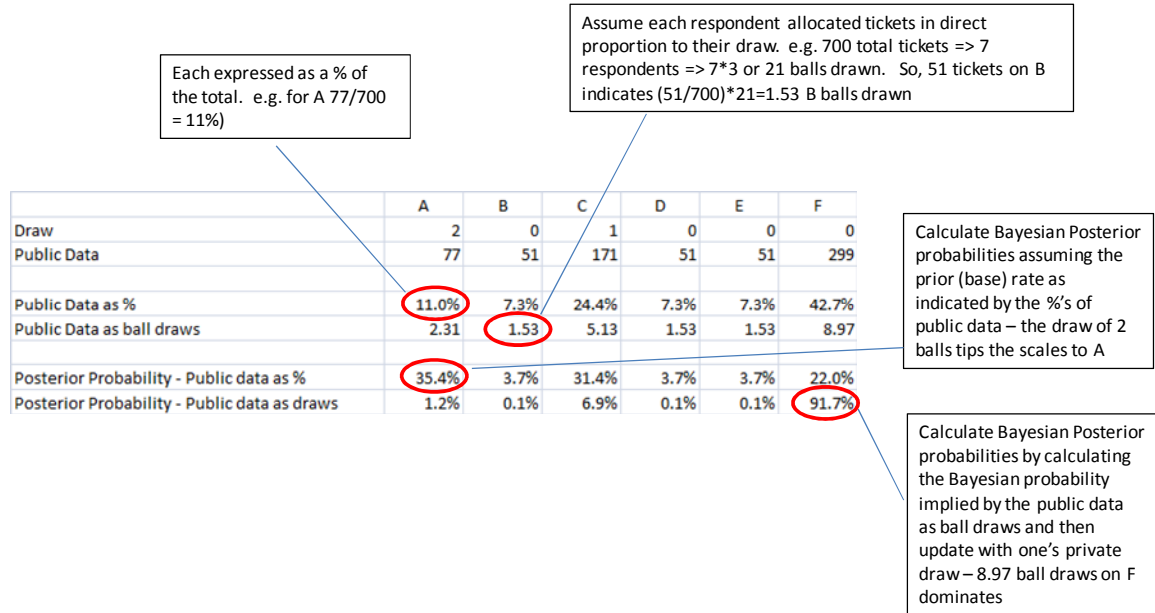 Assume each respondent allocated tickets in direct
proportion to their draw. e.g. 700 total tickets => 7
respondents => 7*3 or 21 balls drawn. So, 51 tickets on B
indicates (51/700)*21=1.53 B balls drawn
Each expressed as a % of
the total. e.g. for A 77/700
= 11%)
A B C D E F
Draw 2 0 1 0 0 0
Public Data 77 51 171 51 51 299
Public Data as % 11.0% 7.3% 24.4% 7.3% 7.3% 42.7%
Public Data as ball draws 2.31 1.53 5.13 1.53 1.53 8.97
Posterior Probability - Public data as % 35.4% 3.7% 31.4% 3.7% 3.7% 22.0%
Posterior Probability - Public data as draws 1.2% 0.1% 6.9% 0.1% 0.1% 91.7%
Calculate Bayesian Posterior
probabilities assuming the
prior (base) rate as
indicated by the %'s of
public data – the draw of 2
balls tips the scales to A
Calculate Bayesian Posterior
probabilities by calculating
the Bayesian probability
implied by the public data
as ball draws and then
update with one's private
draw – 8.97 ball draws on F
dominates